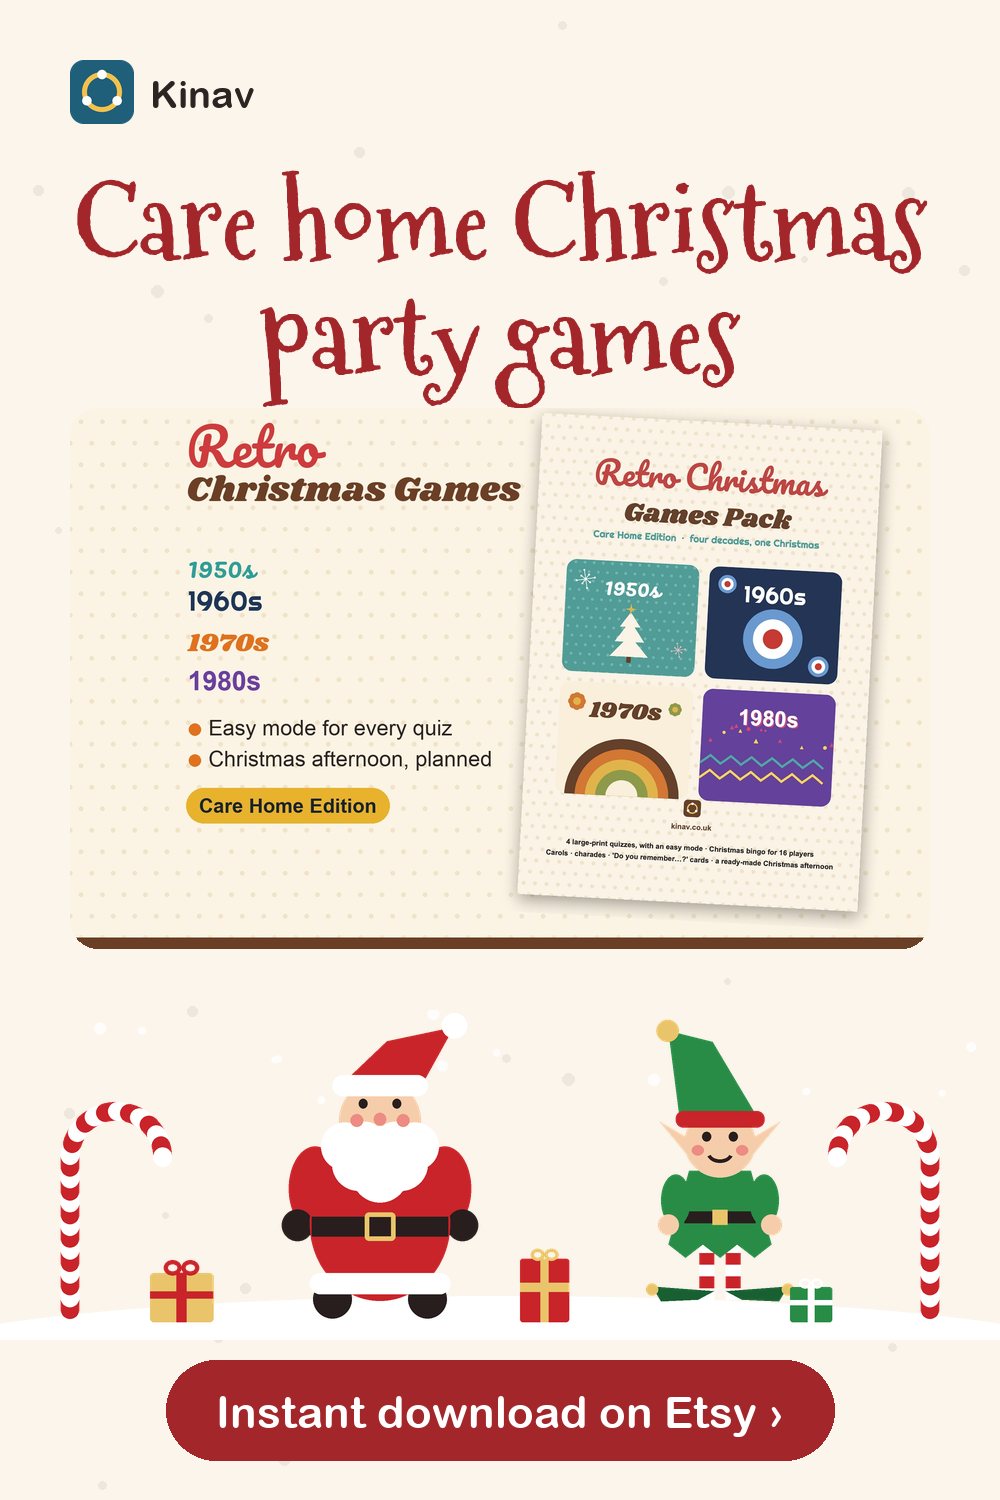 Kinav
Care home Christmas
party games
Retro
Christmas Games
1950s
1960s
1970s
1980s
Easy mode for every quiz
Christmas afternoon, planned
Care Home Edition
Retro Christmas
Games Pack
Care Home Edition · four decades, one Christmas
1950s
1960s
1970s
1980s
kinav.co.uk
4 large-print quizzes, with an easy mode · Christmas bingo for 16 players
Carols · charades · "Do you remember...?" cards · a ready-made Christmas afternoon
Instant download on Etsy ›